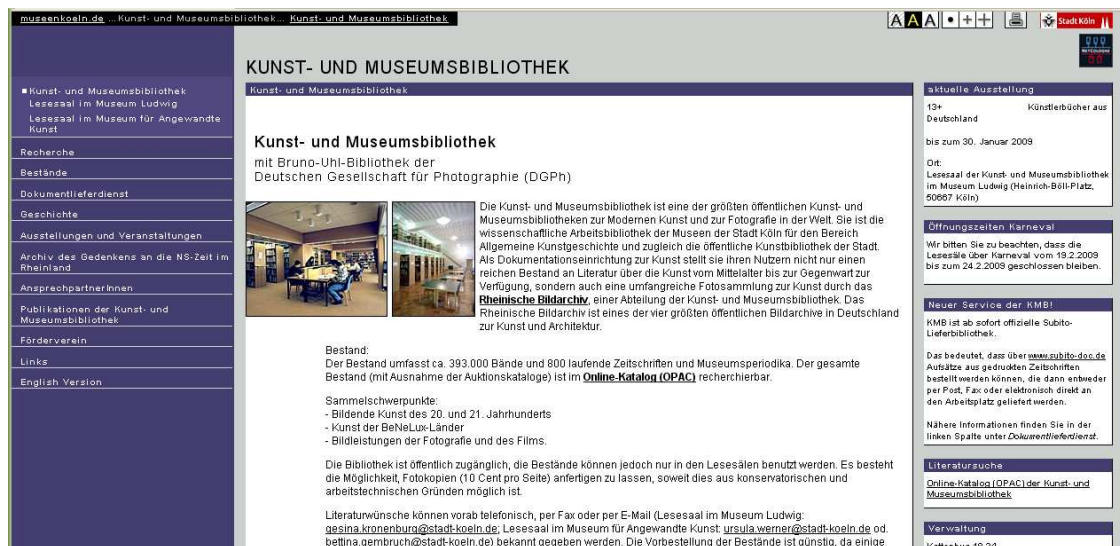 museenkoeln.de ...Kunst- und Museumsbibliothek... Kunst- und Museumsbibliothek
A A A • + +
Stadt Köln
NETCOLOGNE
KUNST- UND MUSEUMSBIBLIOTHEK
Kunst- und Museumsbibliothek
Lesesaal im Museum Ludwig
Lesesaal im Museum für Angewandte
Kunst
Recherche
Bestände
Dokumentlieferdienst
Geschichte
Ausstellungen und Veranstaltungen
Archiv des Gedenkens an die NS-Zeit im
Rheinland
AnsprechpartnerInnen
Publikationen der Kunst- und
Museumsbibliothek
Förderverein
Links
English Version
Kunst- und Museumsbibliothek
Kunst- und Museumsbibliothek
mit Bruno-Uhl-Bibliothek der
Deutschen Gesellschaft für Photographie (DGPh)
Die Kunst- und Museumsbibliothek ist eine der größten öffentlichen Kunst- und
Museumsbibliotheken zur Modernen Kunst und zur Fotografie in der Welt. Sie ist die
wissenschaftliche Arbeitsbibliothek der Museen der Stadt Köln für den Bereich
Allgemeine Kunstgeschichte und zugleich die öffentliche Kunstbibliothek der Stadt.
Als Dokumentationseinrichtung zur Kunst stellt sie ihren Nutzern nicht nur einen
reichen Bestand an Literatur über die Kunst vom Mittelalter bis zur Gegenwart zur
Verfügung, sondern auch eine umfangreiche Fotosammlung zur Kunst durch das
Rheinische Bildarchiv, einer Abteilung der Kunst- und Museumsbibliothek. Das
Rheinische Bildarchiv ist eines der vier größten öffentlichen Bildarchive in Deutschland
zur Kunst und Architektur.
Bestand:
Der Bestand umfasst ca. 393.000 Bände und 800 laufende Zeitschriften und Museumsperiodika. Der gesamte
Bestand (mit Ausnahme der Auktionskataloge) ist im Online-Katalog (OPAC) recherchierbar.
Sammelschwerpunkte:
- Bildende Kunst des 20. und 21. Jahrhunderts
- Kunst der BeNeLux-Länder
- Bildleistungen der Fotografie und des Films.
Die Bibliothek ist öffentlich zugänglich, die Bestände können jedoch nur in den Lesesälen benutzt werden. Es besteht
die Möglichkeit, Fotokopien (10 Cent pro Seite) anfertigen zu lassen, soweit dies aus konservatorischen und
arbeitstechnischen Gründen möglich ist.
Literaturwünsche können vorab telefonisch, per Fax oder per E-Mail (Lesesaal im Museum Ludwig:
gesina.kronenburg@stadt-koeln.de; Lesesaal im Museum für Angewandte Kunst: ursula.werner@stadt-koeln.de od.
bettina.gembruch@stadt-koeln.de) bekannt gegeben werden. Die Vorbestellung der Bestände ist günstig, da einige
aktuelle Ausstellung
13+ Künstlerbücher aus
Deutschland
bis zum 30. Januar 2009
Ort:
Lesesaal der Kunst- und Museumsbibliothek
im Museum Ludwig (Heinrich-Böll-Platz,
50667 Köln)
Öffnungszeiten Karneval
Wir bitten Sie zu beachten, dass die
Lesesäle über Karneval vom 19.2.2009
bis zum 24.2.2009 geschlossen bleiben.
Neuer Service der KMB!
KMB ist ab sofort offizielle Subito-
Lieferbibliothek.
Das bedeutet, dass über www.subito-doc.de
Aufsätze aus gedruckten Zeitschriften
bestellt werden können, die dann entweder
per Post, Fax oder elektronisch direkt an
den Arbeitsplatz geliefert werden.
Nähere Informationen finden Sie in der
linken Spalte unter Dokumentlieferdienst.
Literatursuche
Online-Katalog (OPAC) der Kunst- und
Museumsbibliothek
Verwaltung